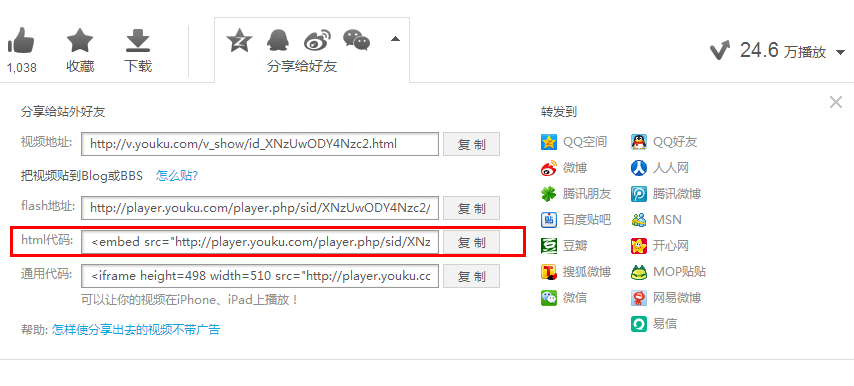 1,038
收藏
下载
分享给好友
24.6 万播放
分享给站外好友
视频地址: http://v.youku.com/v_show/id_XNzUwODY4Nzc2.html 复 制
把视频贴到Blog或BBS 怎么贴?
flash地址: http://player.youku.com/player.php/sid/XNzUwODY4Nzc2/ 复 制
html代码: <embed src="http://player.youku.com/player.php/sid/XNz 复 制
通用代码: <iframe height=498 width=510 src="http://player.youku.cc 复 制
可以让你的视频在iPhone、iPad上播放！
帮助: 怎样使分享出去的视频不带广告
转发到
QQ空间 QQ好友
微博 人人网
腾讯朋友 腾讯微博
百度贴吧 MSN
豆瓣 开心网
搜狐微博 MOP贴贴
微信 网易微博
易信